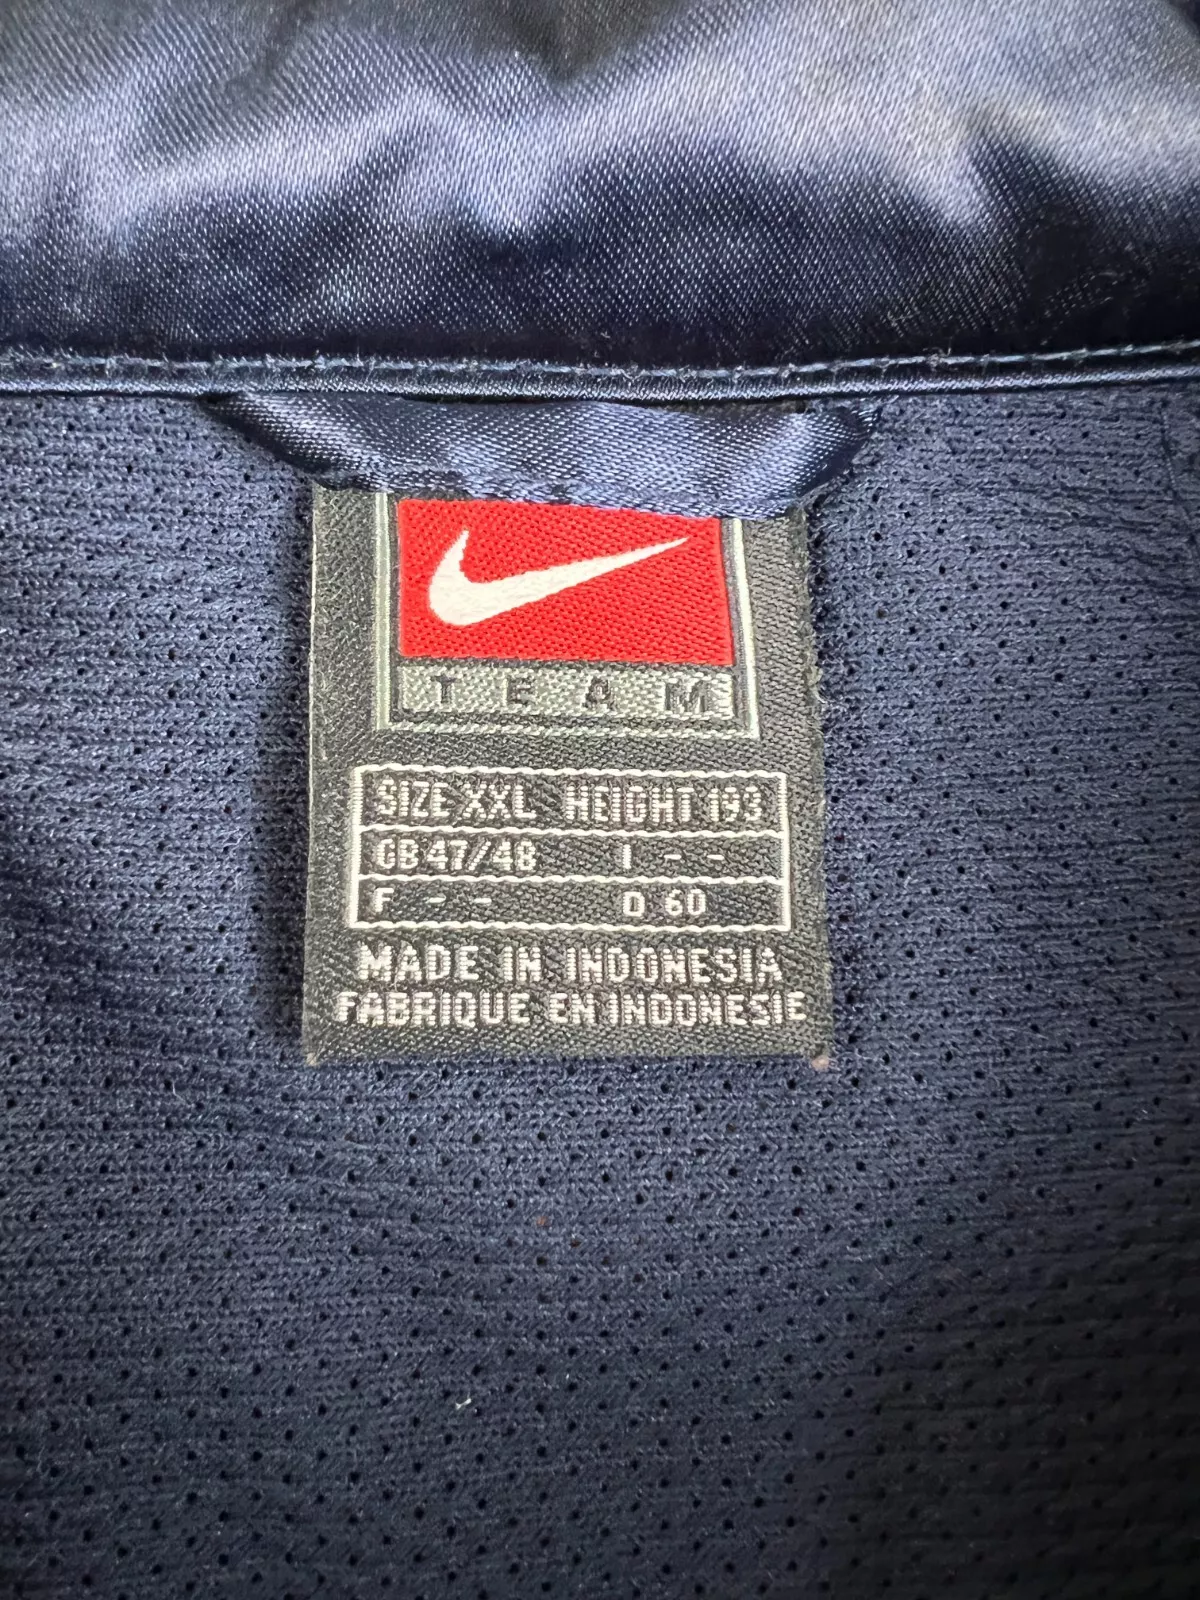 TEAM
SIZE XXL HEIGHT 193
GB 47/48 I - -
F - - D 60
MADE IN INDONESIA
FABRIQUE EN INDONESIE